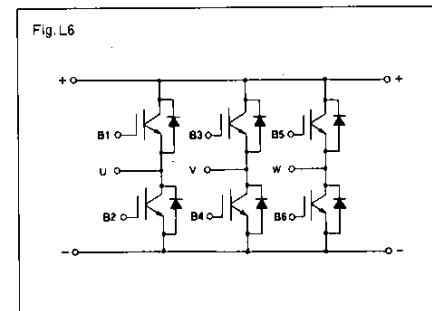 Fig. L6
+ +
B1 B3 B5
U V W
B2 B4 B6
- -